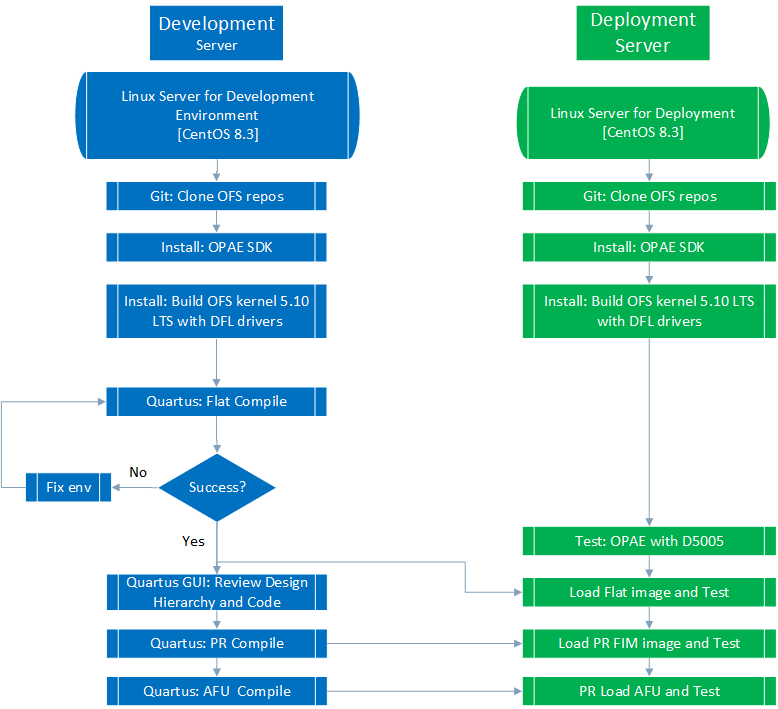 Development
Server
Linux Server for Development
Environment
[CentOS 8.3]
Git: Clone OFS repos
Install: OPAE SDK
Install: Build OFS kernel 5.10
LTS with DFL drivers
Quartus: Flat Compile
Success?
No
Fix env
Yes
Quartus GUI: Review Design
Hierarchy and Code
Quartus: PR Compile
Quartus: AFU Compile
Deployment
Server
Linux Server for Deployment
[CentOS 8.3]
Git: Clone OFS repos
Install: OPAE SDK
Install: Build OFS kernel 5.10 LTS
with DFL drivers
Test: OPAE with D5005
Load Flat image and Test
Load PR FIM image and Test
PR Load AFU and Test